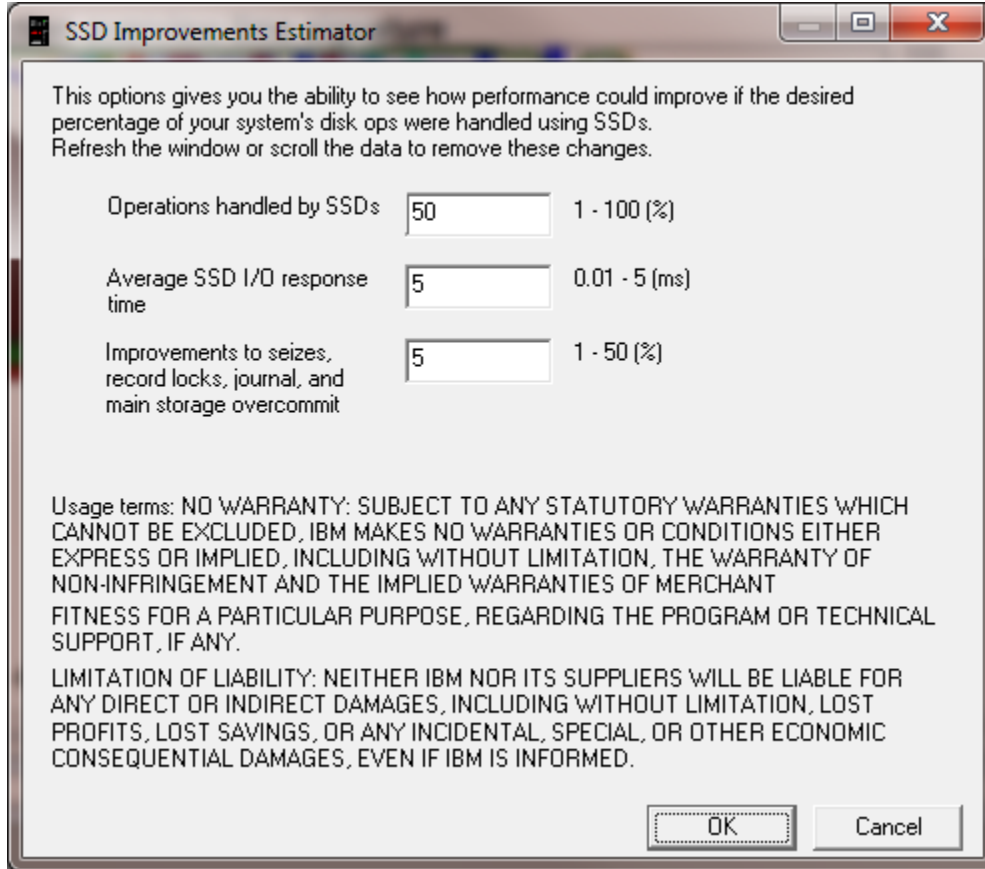 SSD Improvements Estimator
This options gives you the ability to see how performance could improve if the desired
percentage of your system's disk ops were handled using SSDs.
Refresh the window or scroll the data to remove these changes.
Operations handled by SSDs 50 1 - 100 (%)
Average SSD I/O response
time
5 0.01 - 5 (ms)
Improvements to seizes,
record locks, journal, and
main storage overcommit
5 1 - 50 (%)
Usage terms: NO WARRANTY: SUBJECT TO ANY STATUTORY WARRANTIES WHICH
CANNOT BE EXCLUDED, IBM MAKES NO WARRANTIES OR CONDITIONS EITHER
EXPRESS OR IMPLIED, INCLUDING WITHOUT LIMITATION, THE WARRANTY OF
NON-INFRINGEMENT AND THE IMPLIED WARRANTIES OF MERCHANT
FITNESS FOR A PARTICULAR PURPOSE, REGARDING THE PROGRAM OR TECHNICAL
SUPPORT, IF ANY.
LIMITATION OF LIABILITY: NEITHER IBM NOR ITS SUPPLIERS WILL BE LIABLE FOR
ANY DIRECT OR INDIRECT DAMAGES, INCLUDING WITHOUT LIMITATION, LOST
PROFITS, LOST SAVINGS, OR ANY INCIDENTAL, SPECIAL, OR OTHER ECONOMIC
CONSEQUENTIAL DAMAGES, EVEN IF IBM IS INFORMED.
OK Cancel